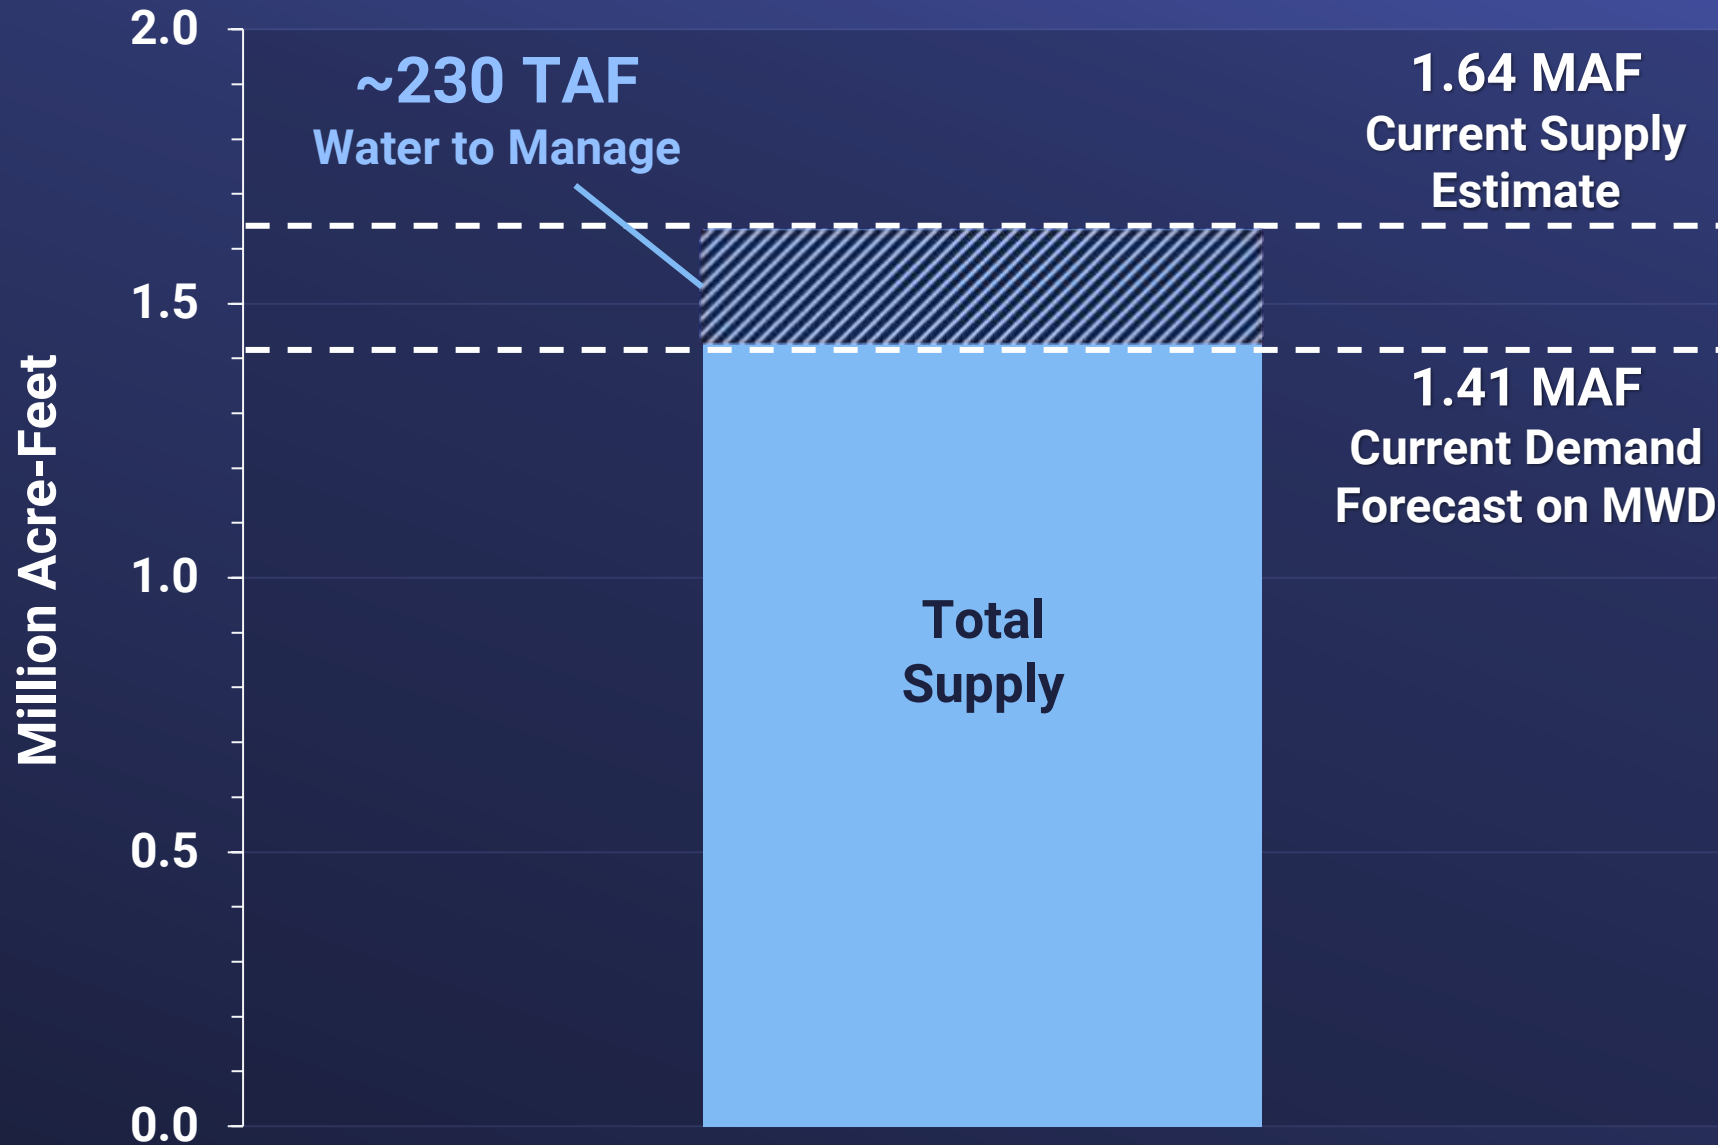 Million Acre-Feet
2.0
1.5
1.0
0.5
0.0
~230 TAF
Water to Manage
1.64 MAF
Current Supply
Estimate
1.41 MAF
Current Demand
Forecast on MWD
Total
Supply